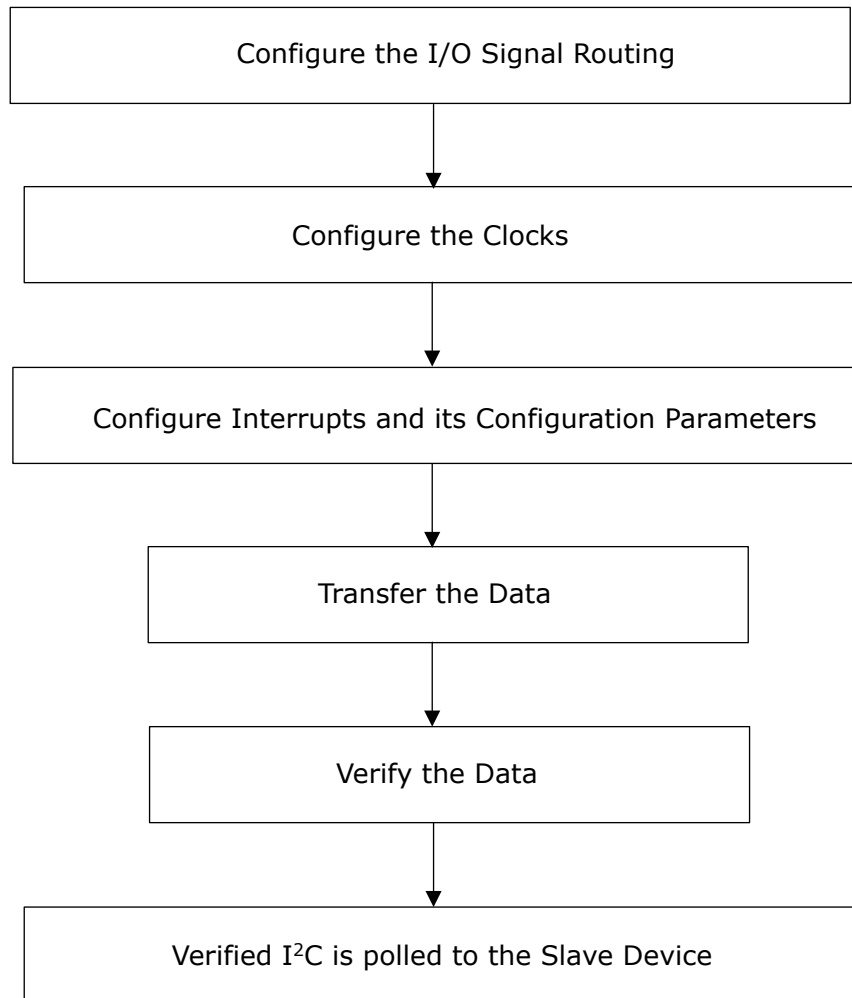 Configure the I/O Signal Routing
Configure the Clocks
Configure Interrupts and its Configuration Parameters
Transfer the Data
Verify the Data
Verified I²C is polled to the Slave Device